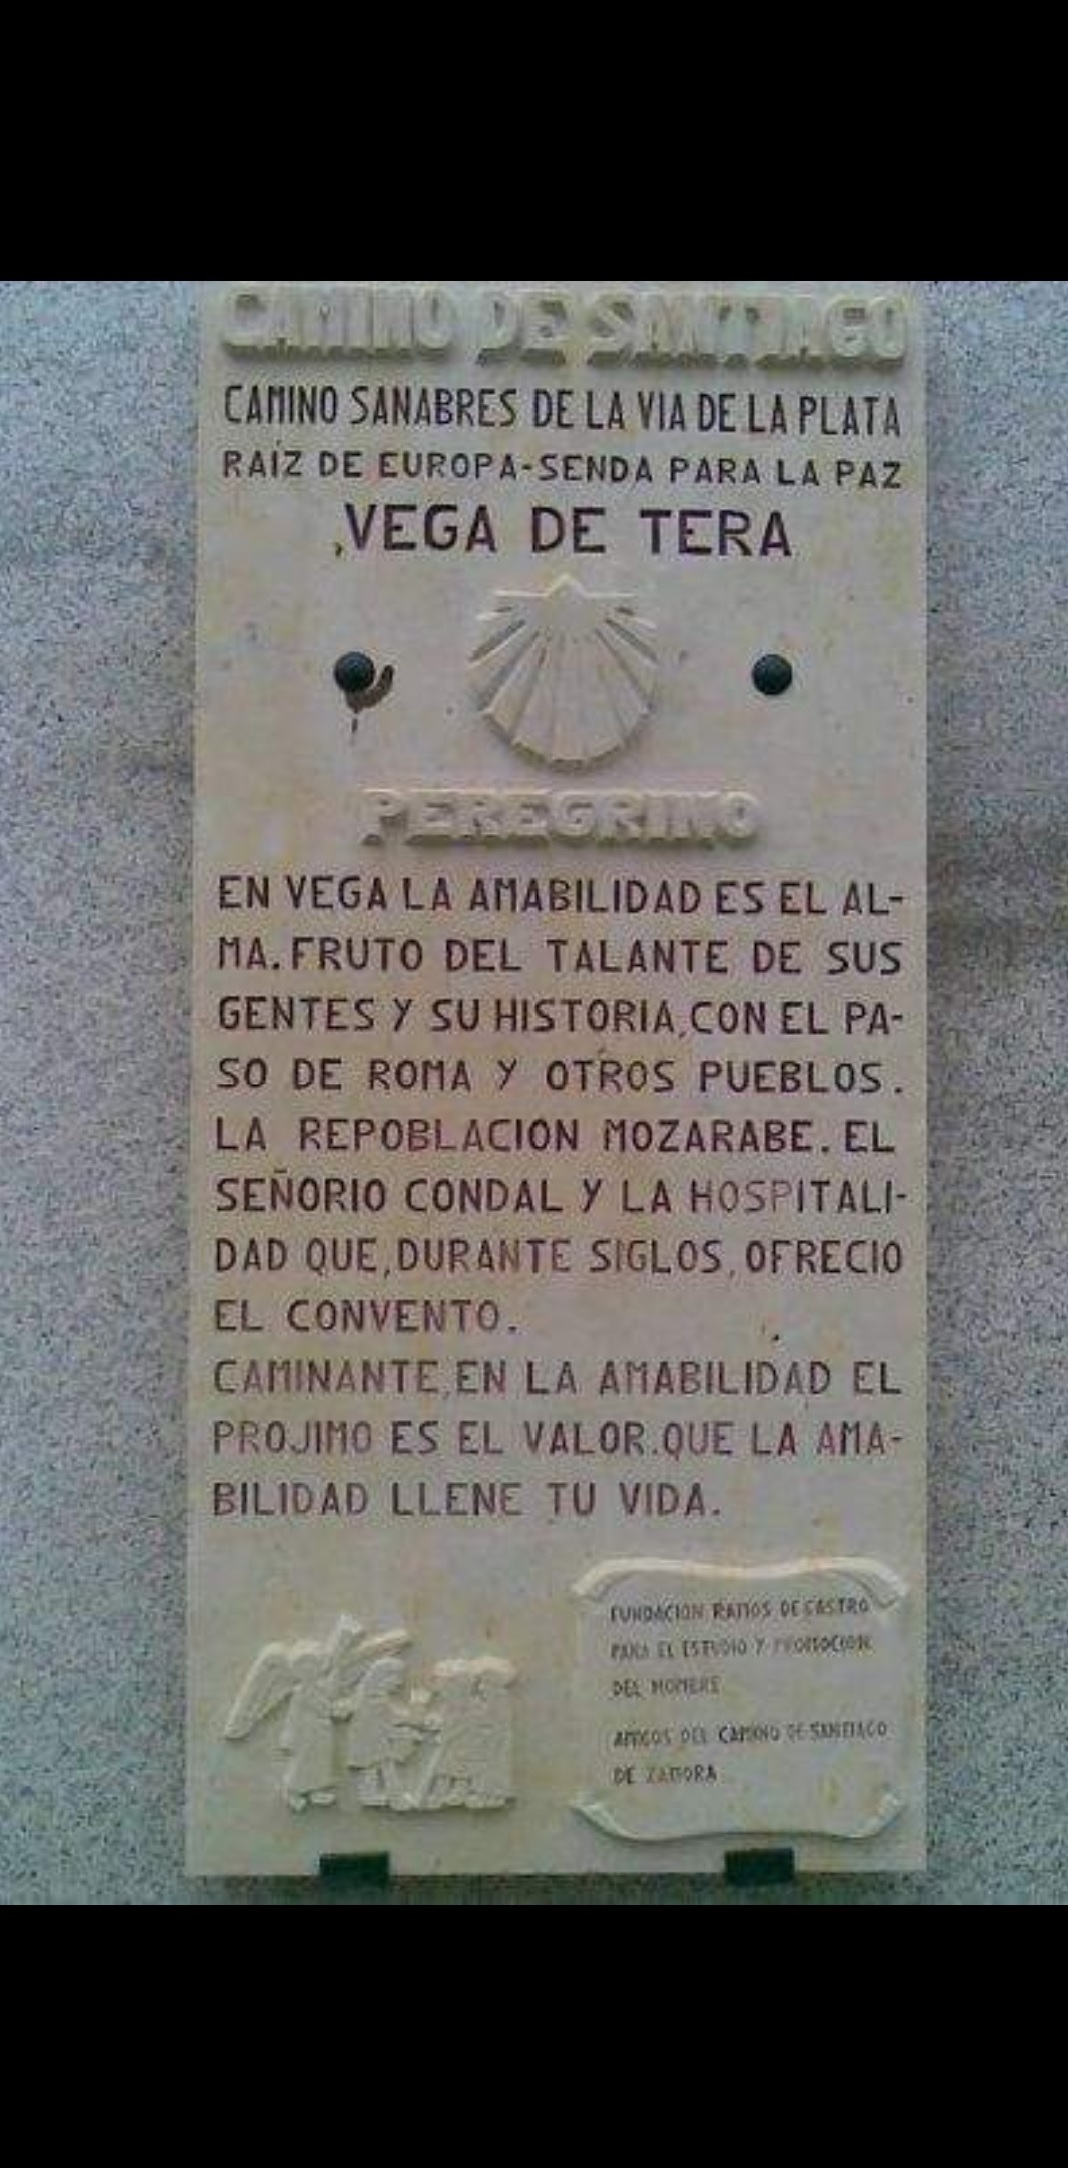 CAMINO DE SANTIAGO
CAMINO SANABRES DE LA VIA DE LA PLATA
RAÍZ DE EUROPA-SENDA PARA LA PAZ
VEGA DE TERA
PEREGRINO
EN VEGA LA AMABILIDAD ES EL AL-
MA. FRUTO DEL TALANTE DE SUS
GENTES Y SU HISTORIA, CON EL PA-
SO DE ROMA Y OTROS PUEBLOS.
LA REPOBLACION MOZARABE. EL
SEÑORIO CONDAL Y LA HOSPITALI-
DAD QUE, DURANTE SIGLOS, OFRECIO
EL CONVENTO.
CAMINANTE, EN LA AMABILIDAD EL
PROJIMO ES EL VALOR. QUE LA AMA-
BILIDAD LLENE TU VIDA.
FUNDACION RAMOS DE CASTRO
PARA EL ESTUDIO Y PROMOCION
DEL HOMBRE
AMIGOS DEL CAMINO DE SANTIAGO
DE ZAMORA